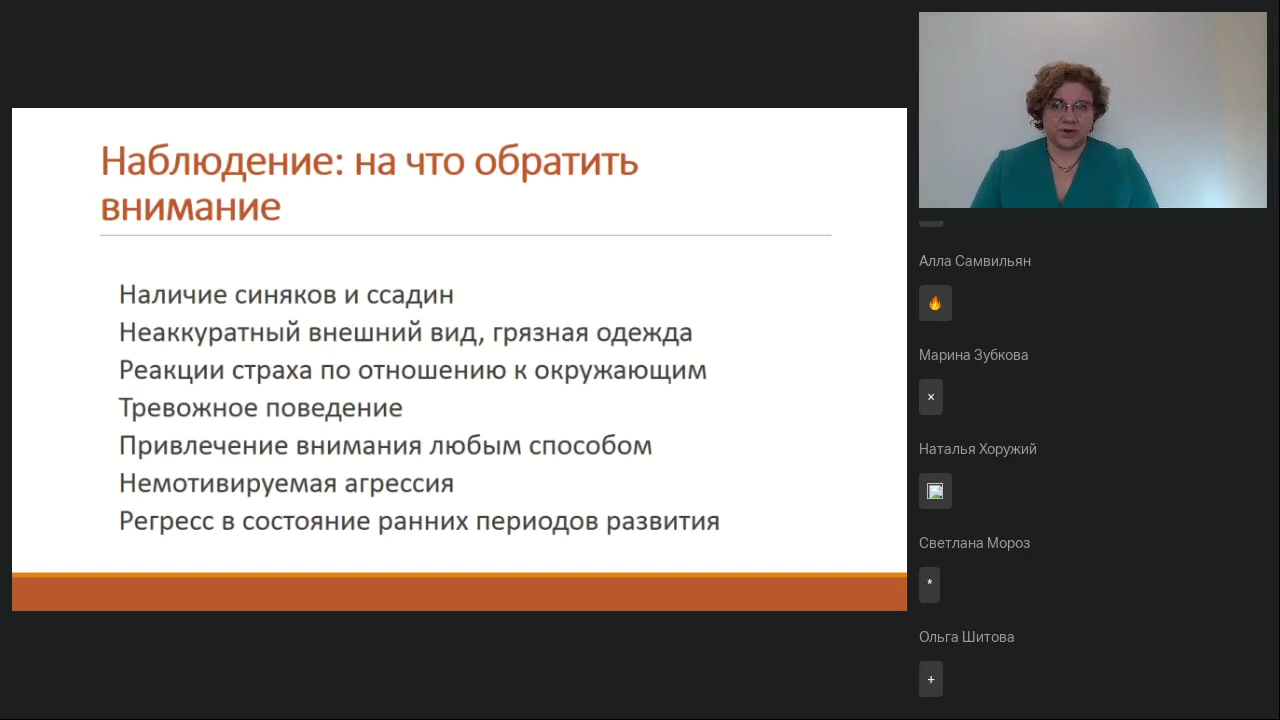 Наблюдение: на что обратить
внимание
Наличие синяков и ссадин
Неаккуратный внешний вид, грязная одежда
Реакции страха по отношению к окружающим
Тревожное поведение
Привлечение внимания любым способом
Немотивируемая агрессия
Регресс в состояние ранних периодов развития
Алла Самвильян
🔥
Марина Зубкова
×
Наталья Хоружий
Светлана Мороз
*
Ольга Шитова
+